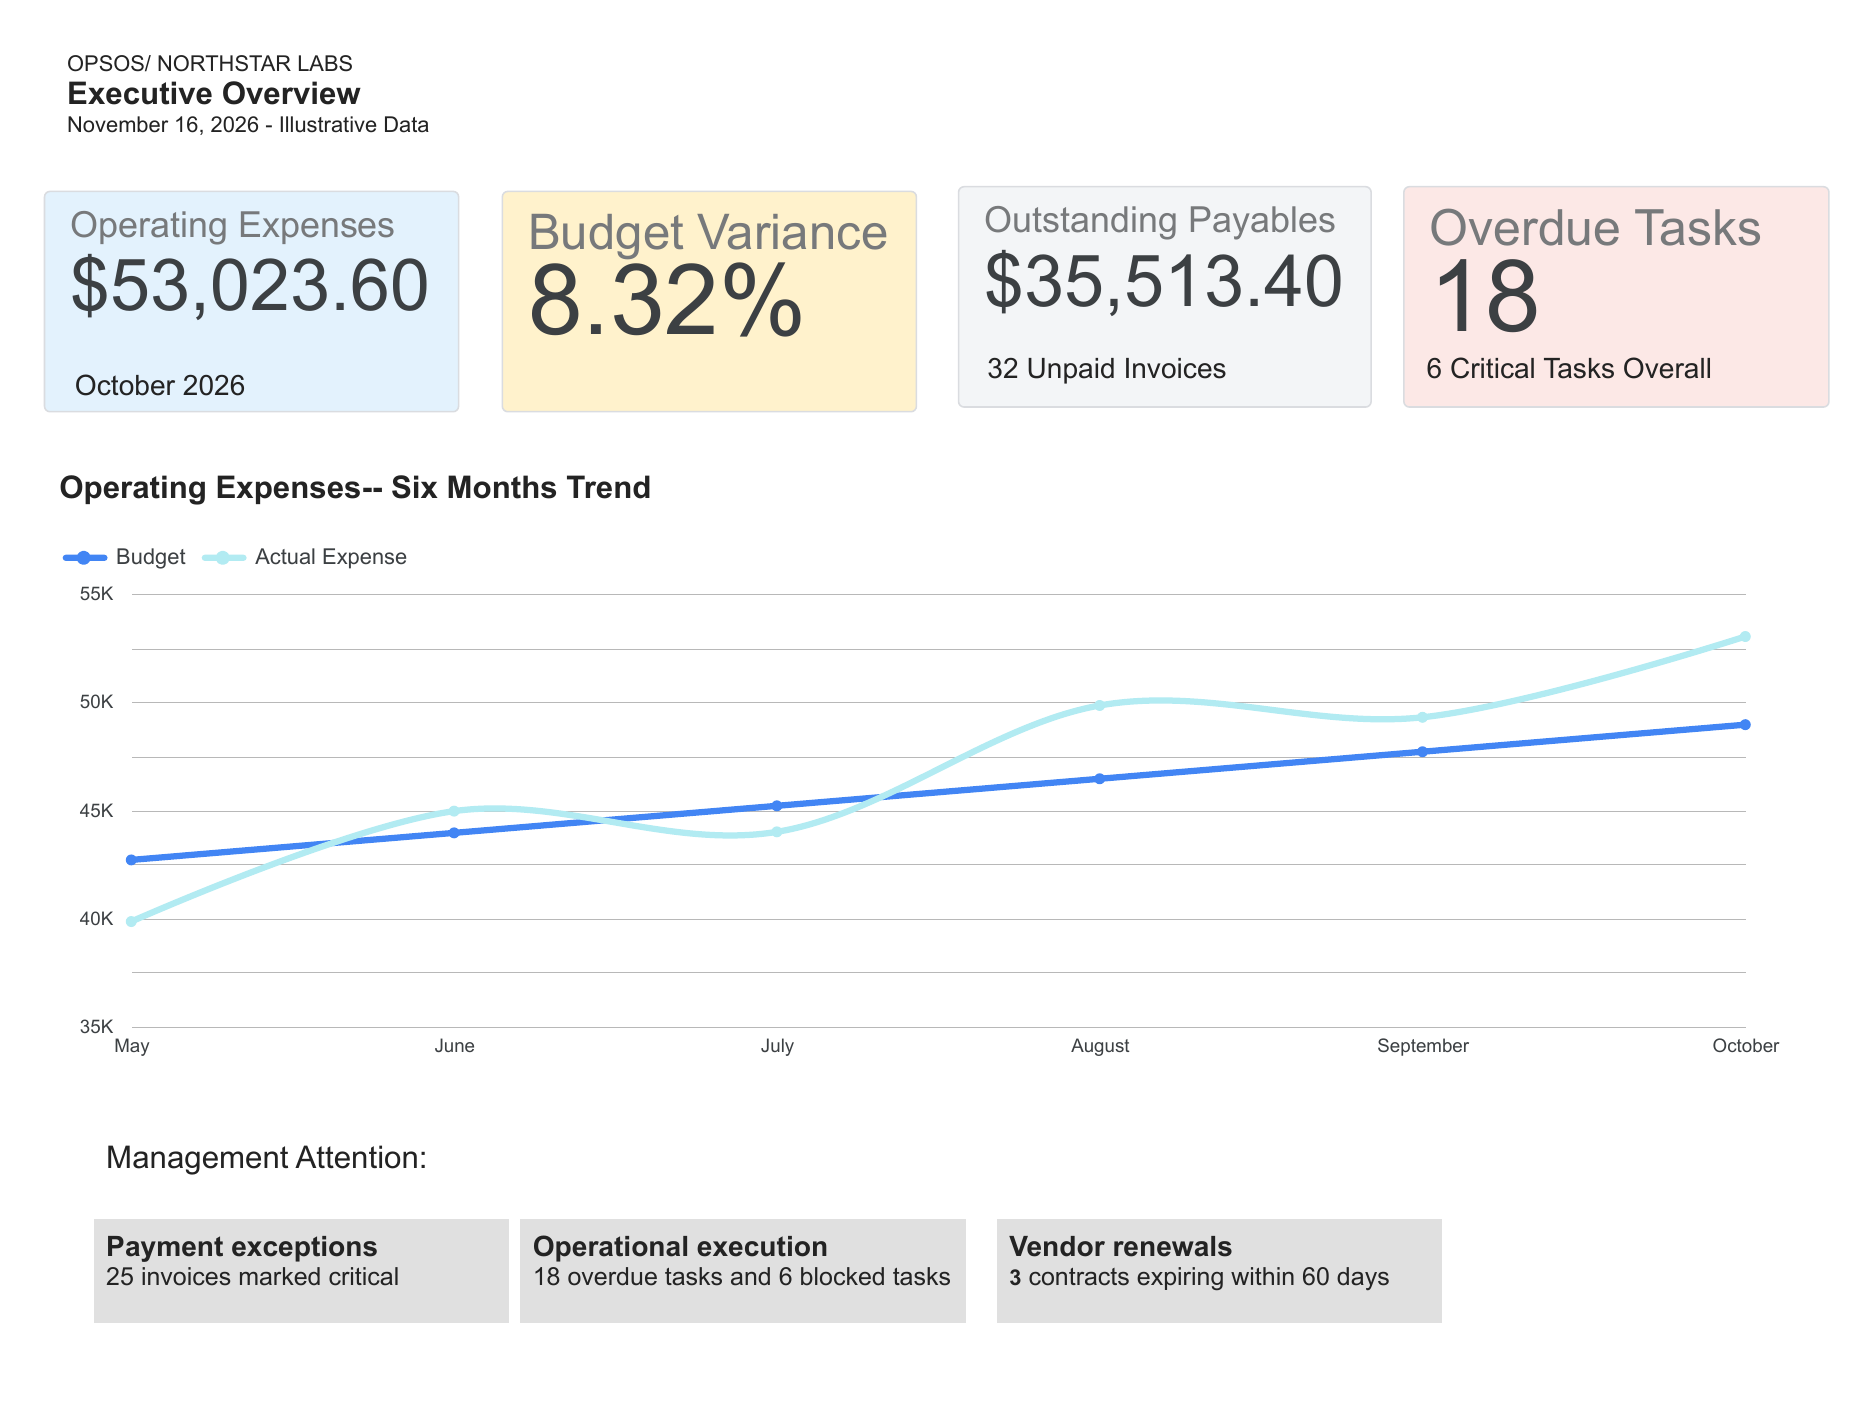 OPSOS/ NORTHSTAR LABS
Executive Overview
November 16, 2026 - Illustrative Data
Operating Expenses
$53,023.60
October 2026
Budget Variance
8.32%
Outstanding Payables
$35,513.40
32 Unpaid Invoices
Overdue Tasks
18
6 Critical Tasks Overall
Operating Expenses-- Six Months Trend
Budget Actual Expense
55K
50K
45K
40K
35K
May June July August September October
Management Attention:
Payment exceptions
25 invoices marked critical
Operational execution
18 overdue tasks and 6 blocked tasks
Vendor renewals
3 contracts expiring within 60 days